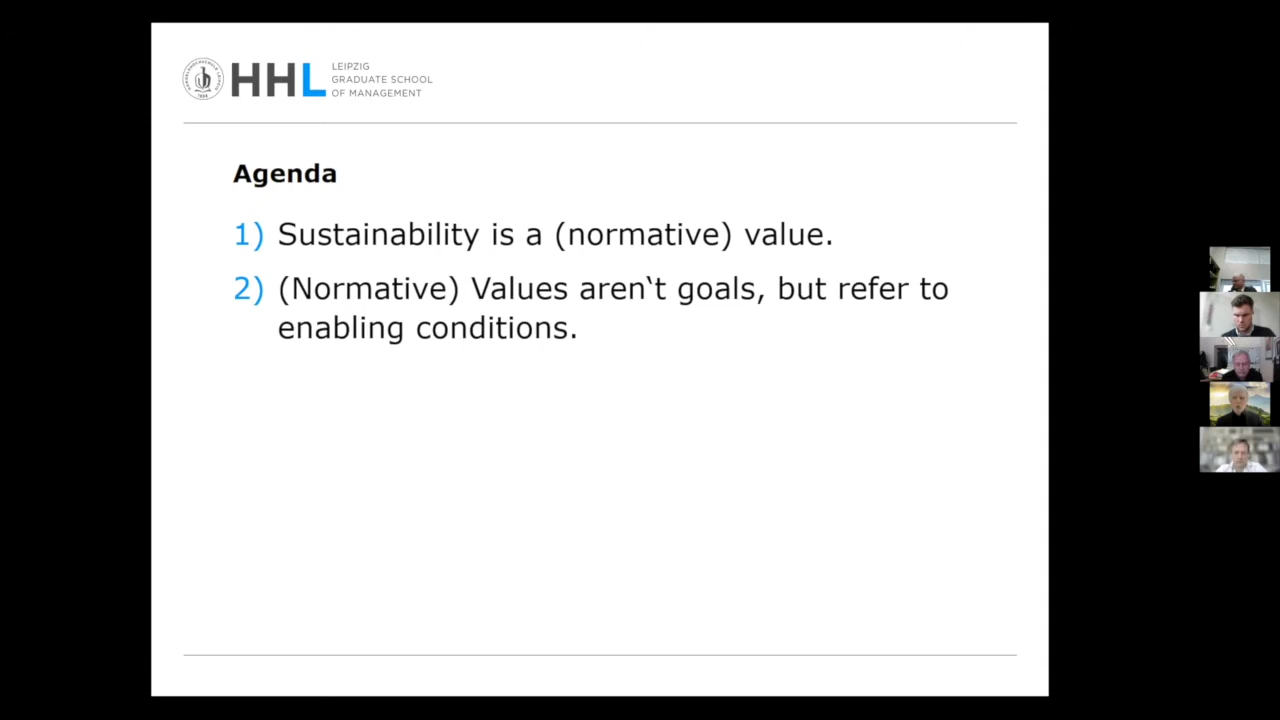 HHL
LEIPZIG
GRADUATE SCHOOL
OF MANAGEMENT
Agenda
1) Sustainability is a (normative) value.
2) (Normative) Values aren‘t goals, but refer to
enabling conditions.